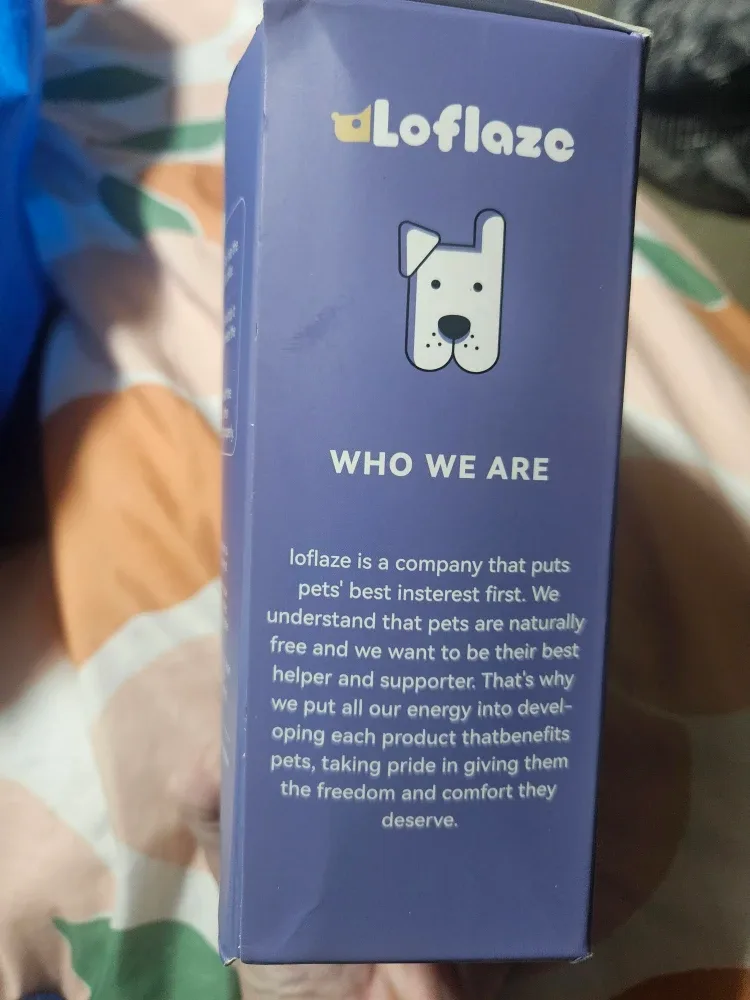 Loflaze
WHO WE ARE
loflaze is a company that puts
pets' best insterest first. We
understand that pets are naturally
free and we want to be their best
helper and supporter. That's why
we put all our energy into devel-
oping each product thatbenefits
pets, taking pride in giving them
the freedom and comfort they
deserve.